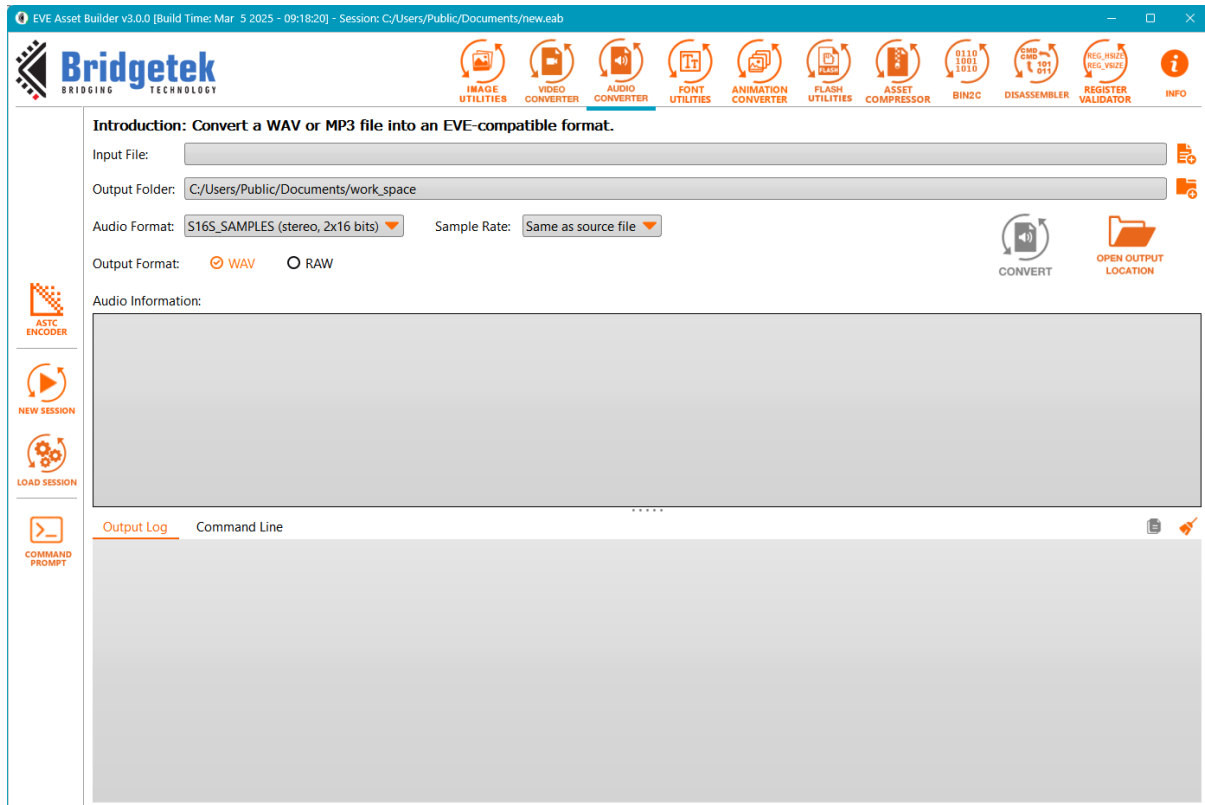 EVE Asset Builder v3.0.0 [Build Time: Mar  5 2025 - 09:18:20] - Session: C:/Users/Public/Documents/new.eab
Bridgetek
BRIDGING TECHNOLOGY
IMAGE UTILITIES
VIDEO CONVERTER
AUDIO CONVERTER
FONT UTILITIES
ANIMATION CONVERTER
FLASH
FLASH UTILITIES
ASSET COMPRESSOR
0110
1001
1010
BIN2C
CMD
CMD
101
011
DISASSEMBLER
REG_HSIZE
REG_VSIZE
REGISTER VALIDATOR
INFO
Introduction: Convert a WAV or MP3 file into an EVE-compatible format.
Input File:
Output Folder: C:/Users/Public/Documents/work_space
Audio Format: S16S_SAMPLES (stereo, 2x16 bits) Sample Rate: Same as source file
Output Format: WAV RAW
CONVERT
OPEN OUTPUT
LOCATION
Audio Information:
ASTC
ENCODER
NEW SESSION
LOAD SESSION
COMMAND
PROMPT
Output Log Command Line